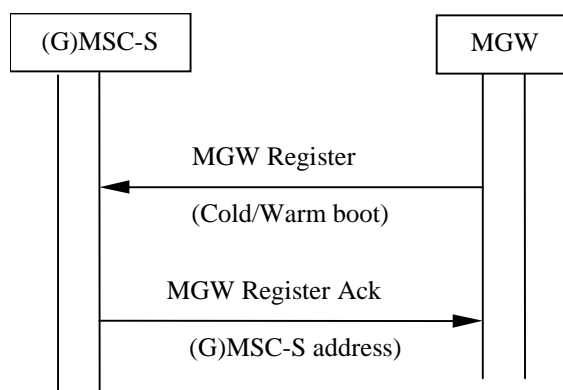 (G)MSC-S
MGW
MGW Register
(Cold/Warm boot)
MGW Register Ack
(G)MSC-S address)